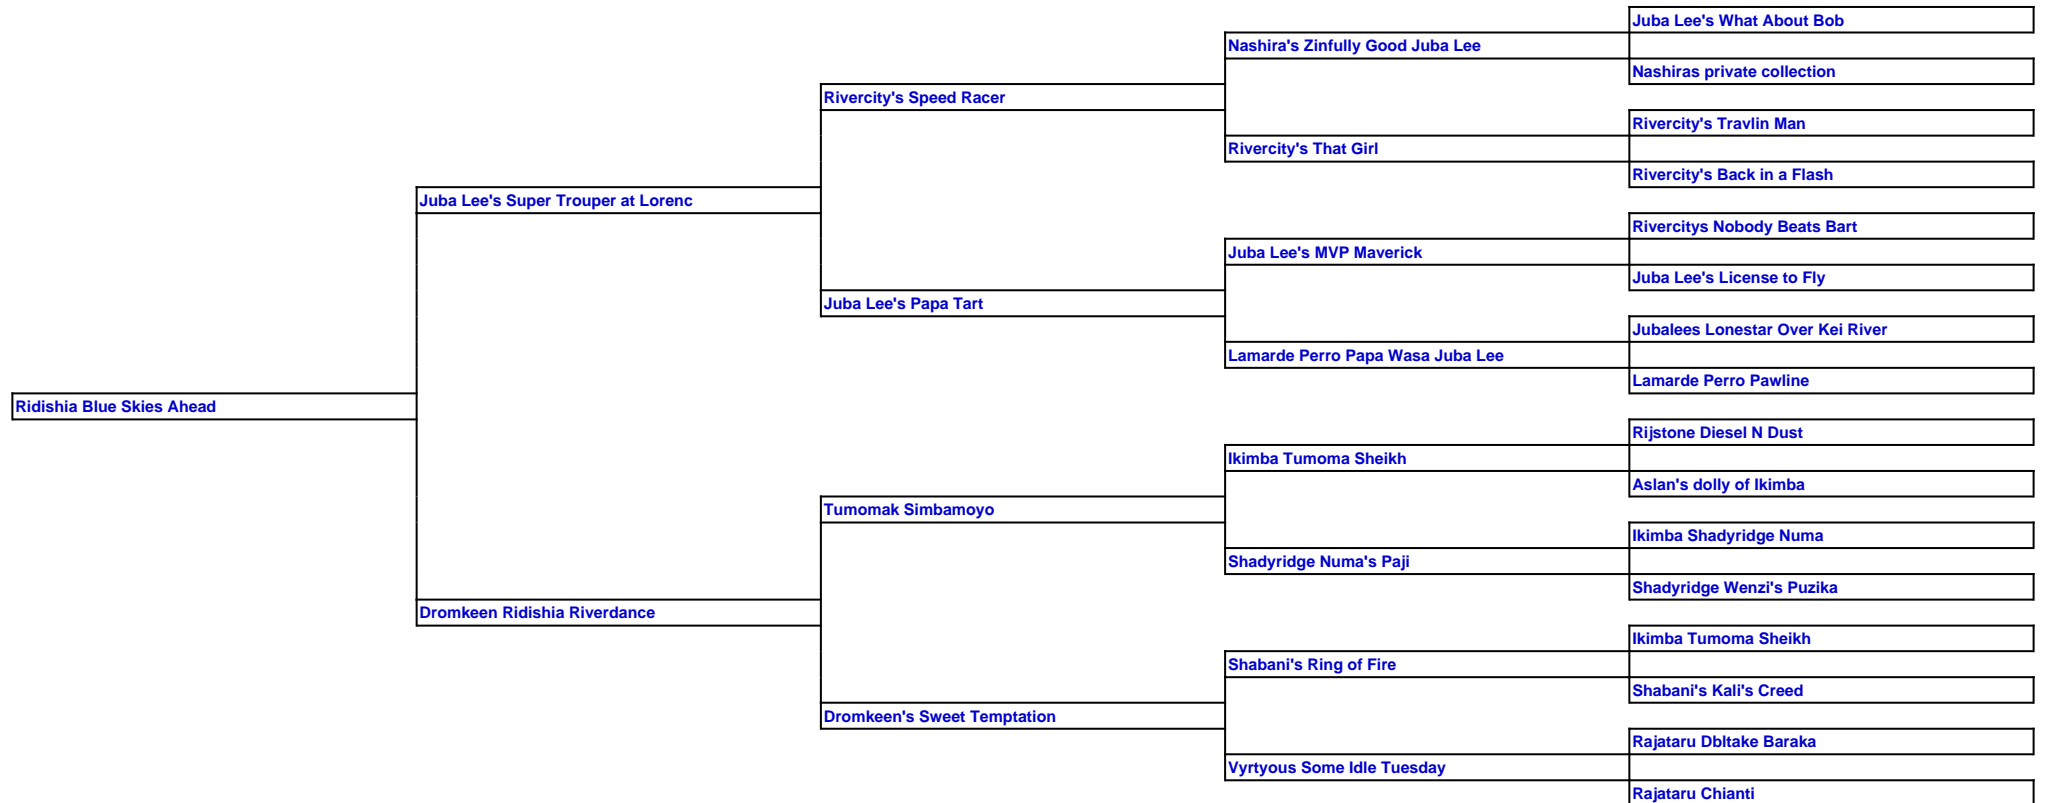 Juba Lee's What About Bob
Nashira's Zinfully Good Juba Lee
Nashiras private collection
Rivercity's Speed Racer
Rivercity's Travlin Man
Rivercity's That Girl
Rivercity's Back in a Flash
Juba Lee's Super Trouper at Lorenc
Rivercitys Nobody Beats Bart
Juba Lee's MVP Maverick
Juba Lee's License to Fly
Juba Lee's Papa Tart
Jubalees Lonestar Over Kei River
Lamarde Perro Papa Wasa Juba Lee
Lamarde Perro Pawline
Ridishia Blue Skies Ahead
Rijstone Diesel N Dust
Ikimba Tumoma Sheikh
Aslan's dolly of Ikimba
Tumomak Simbamoyo
Ikimba Shadyridge Numa
Shadyridge Numa's Paji
Shadyridge Wenzi's Puzika
Dromkeen Ridishia Riverdance
Ikimba Tumoma Sheikh
Shabani's Ring of Fire
Shabani's Kali's Creed
Dromkeen's Sweet Temptation
Rajataru Dbltake Baraka
Vyrtyous Some Idle Tuesday
Rajataru Chianti